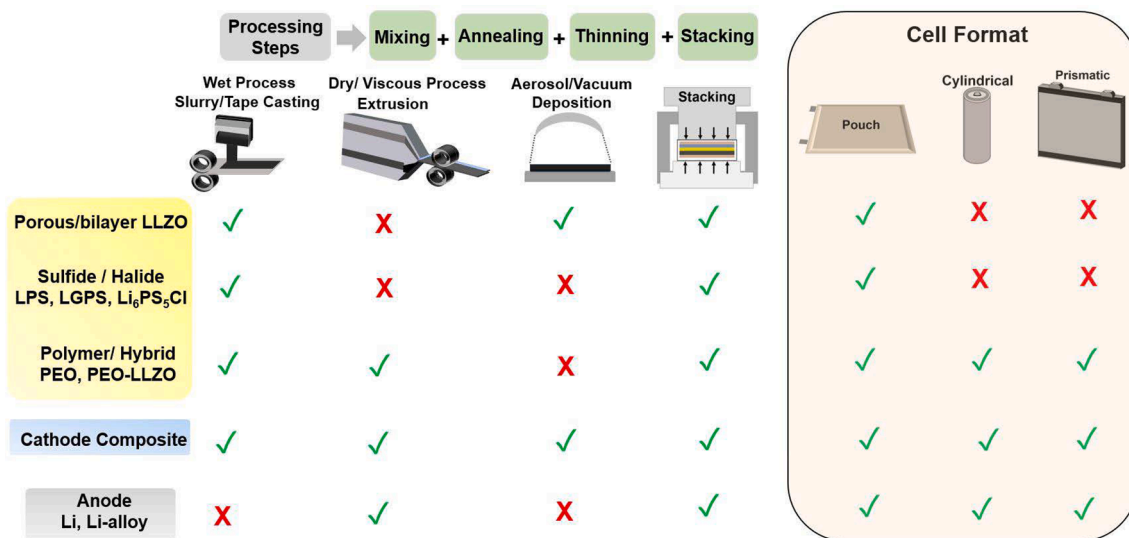 Processing
Steps
Mixing + Annealing + Thinning + Stacking
Cell Format
Wet Process
Slurry/Tape Casting
Dry/ Viscous Process
Extrusion
Aerosol/Vacuum
Deposition
Stacking
Pouch
Cylindrical
Prismatic
Porous/bilayer LLZO
✓ X ✓ ✓ ✓ X X
Sulfide / Halide
LPS, LGPS, Li₆PS₅Cl
✓ X X ✓ ✓ X X
Polymer/ Hybrid
PEO, PEO-LLZO
✓ ✓ X ✓ ✓ ✓ ✓
Cathode Composite
✓ ✓ ✓ ✓ ✓ ✓ ✓
Anode
Li, Li-alloy
X ✓ X ✓ ✓ ✓ ✓